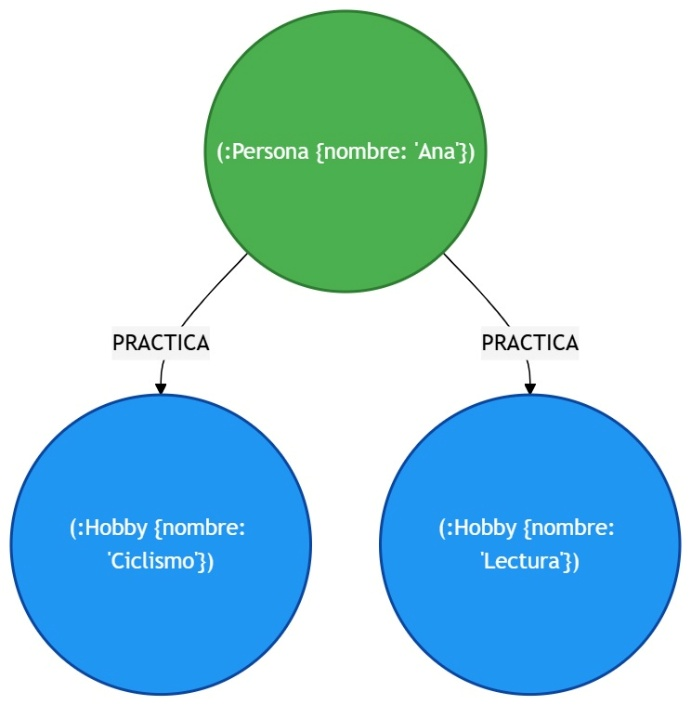 (:Persona {nombre: 'Ana'})
PRACTICA
PRACTICA
(:Hobby {nombre:
'Ciclismo'})
(:Hobby {nombre:
'Lectura'})